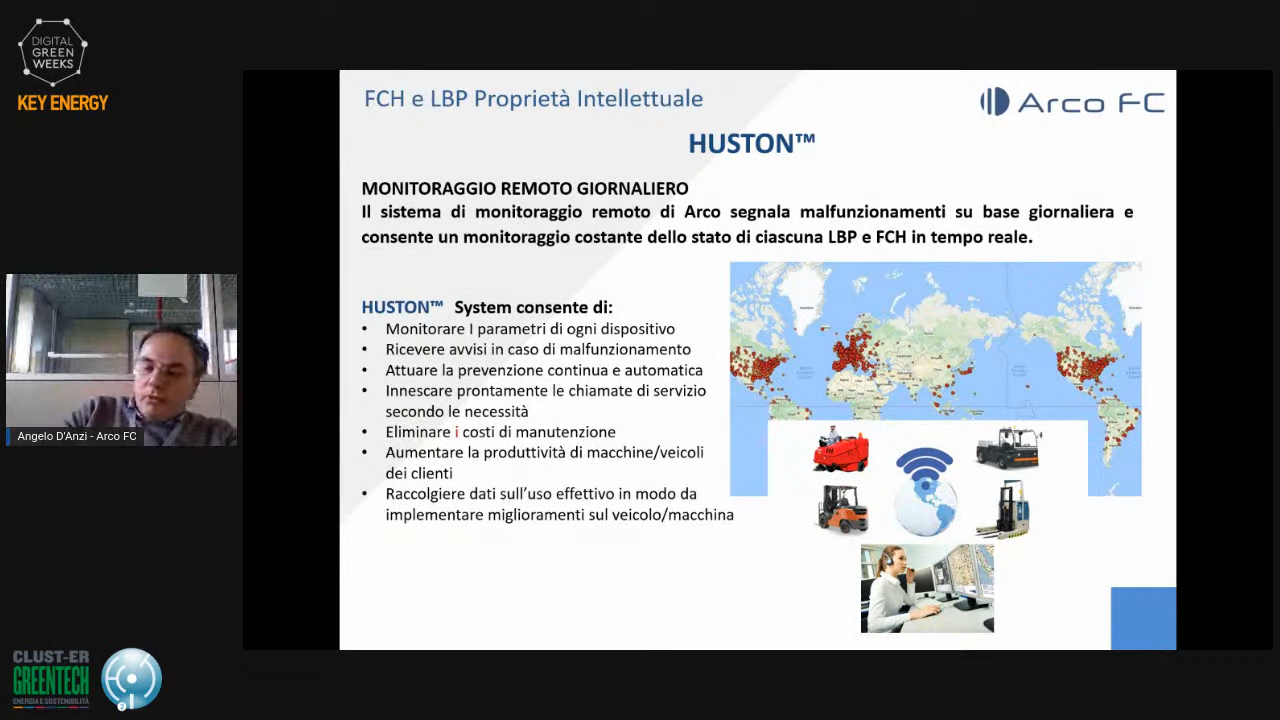 DIGITAL
GREEN
WEEKS
KEY ENERGY
FCH e LBP Proprietà Intellettuale
Arco FC
HUSTON™
MONITORAGGIO REMOTO GIORNALIERO
Il sistema di monitoraggio remoto di Arco segnala malfunzionamenti su base giornaliera e
consente un monitoraggio costante dello stato di ciascuna LBP e FCH in tempo reale.
HUSTON™ System consente di:
• Monitorare I parametri di ogni dispositivo
• Ricevere avvisi in caso di malfunzionamento
• Attuare la prevenzione continua e automatica
• Innescare prontamente le chiamate di servizio
secondo le necessità
• Eliminare i costi di manutenzione
• Aumentare la produttività di macchine/veicoli
dei clienti
• Raccolgiere dati sull'uso effettivo in modo da
implementare miglioramenti sul veicolo/macchina
Angelo D'Anzi - Arco FC
CLUST-ER
GREENTECH
ENERGIA E SOSTENIBILITÀ
2